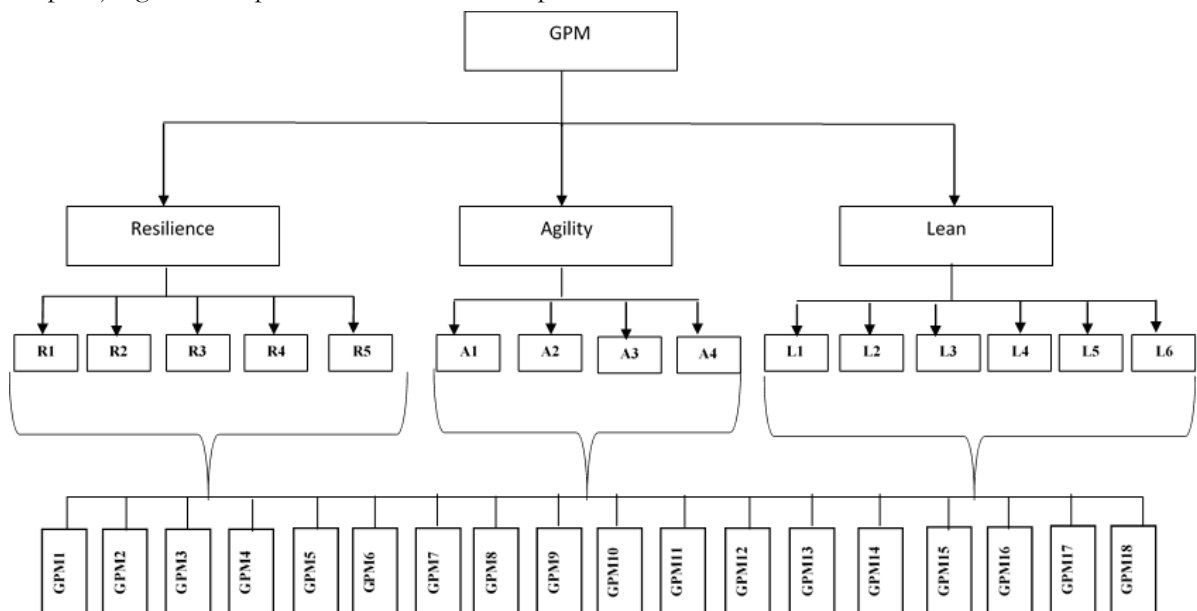 GPM
Resilience Agility Lean
R1 R2 R3 R4 R5 A1 A2 A3 A4 L1 L2 L3 L4 L5 L6
GPM1 GPM2 GPM3 GPM4 GPM5 GPM6 GPM7 GPM8 GPM9 GPM10 GPM11 GPM12 GPM13 GPM14 GPM15 GPM16 GPM17 GPM18